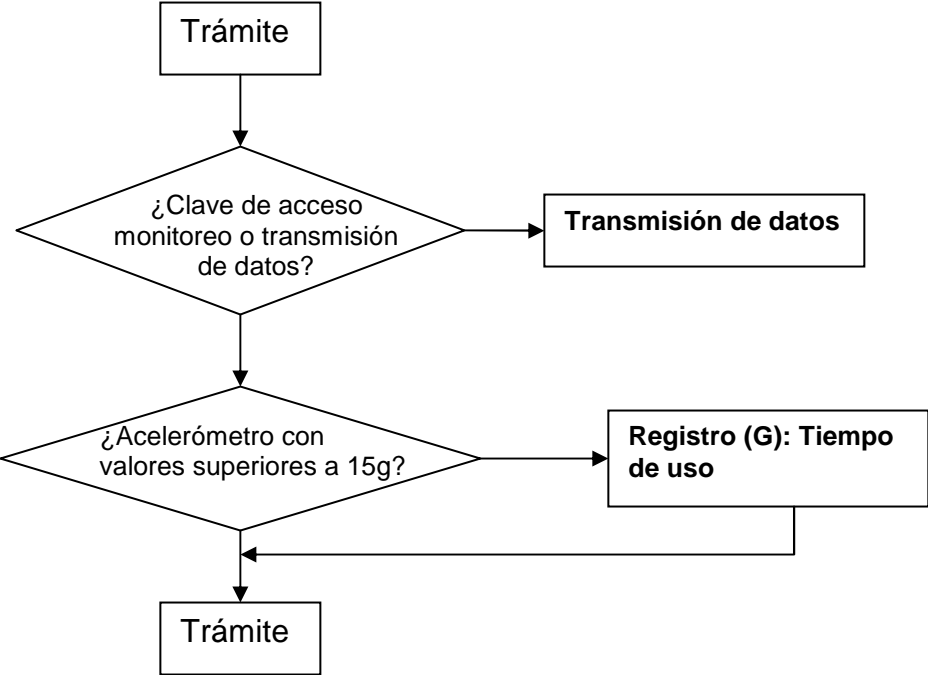 Trámite
¿Clave de acceso
monitoreo o transmisión
de datos?
Transmisión de datos
¿Acelerómetro con
valores superiores a 15g?
Registro (G): Tiempo
de uso
Trámite